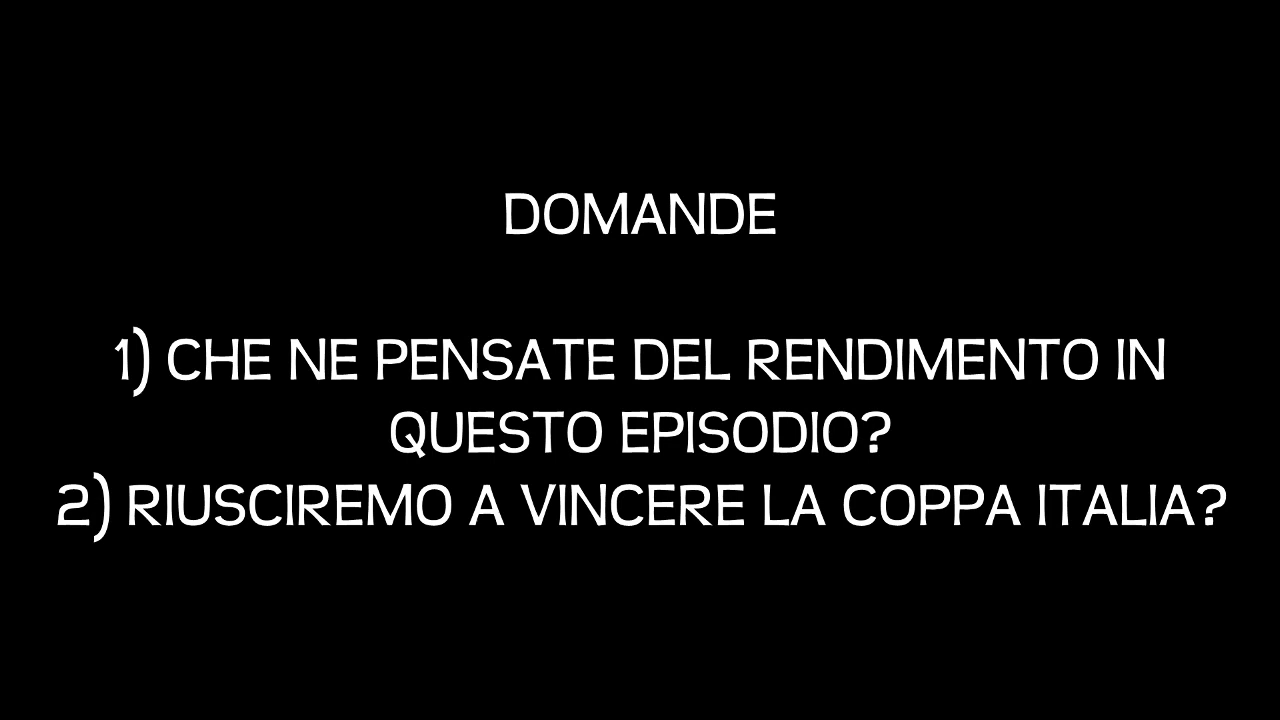 DOMANDE
1) CHE NE PENSATE DEL RENDIMENTO IN
QUESTO EPISODIO?
2) RIUSCIREMO A VINCERE LA COPPA ITALIA?